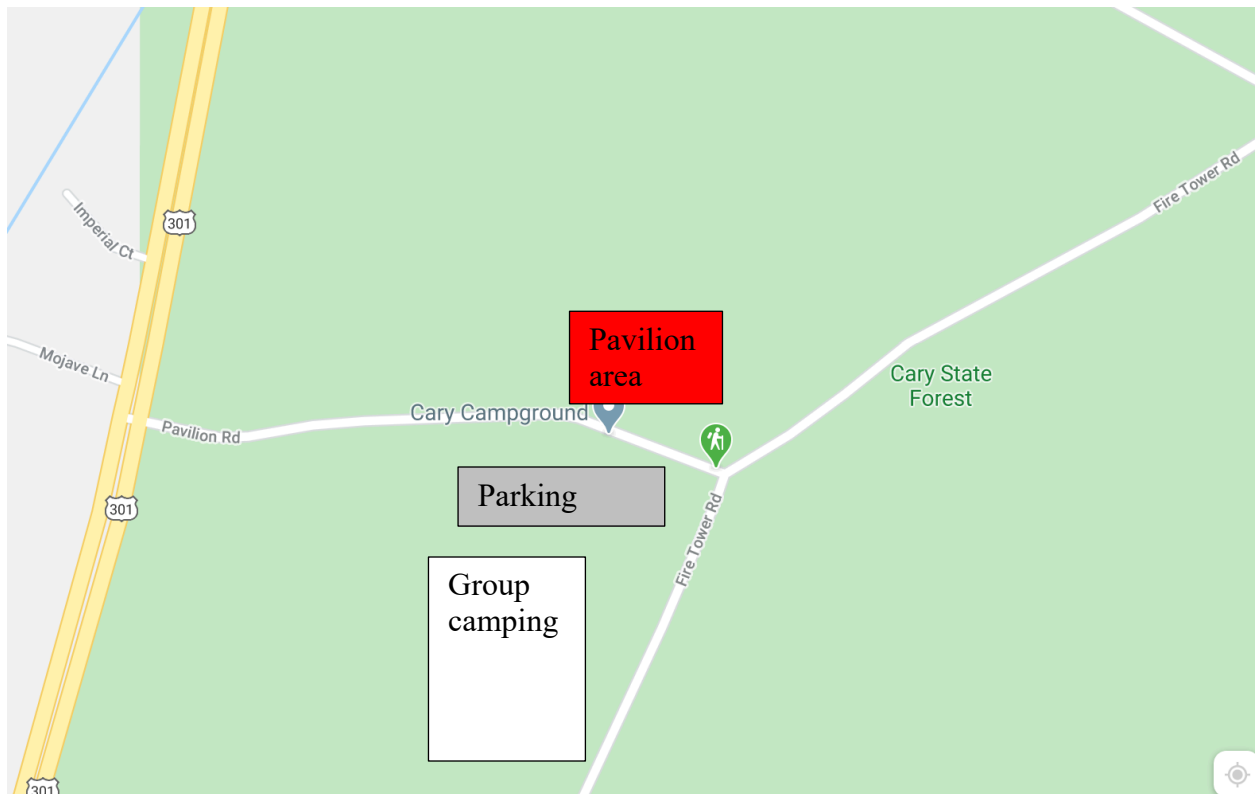 Fire Tower Rd
301
Imperial Ct
Pavilion
area
Mojave Ln
Cary State
Forest
Cary Campground
Pavilion Rd
Parking
301
Fire Tower Rd
Group
camping
301